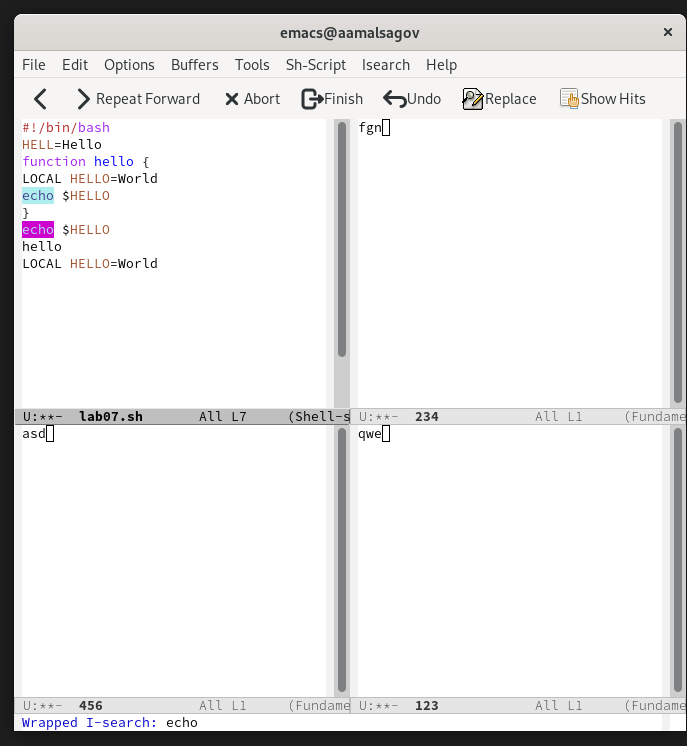 emacs@aamalsagov
File Edit Options Buffers Tools Sh-Script Isearch Help
Repeat Forward Abort Finish Undo Replace Show Hits
#!/bin/bash
HELL=Hello
function hello {
LOCAL HELLO=World
echo $HELLO
}
echo $HELLO
hello
LOCAL HELLO=World
U:**- lab07.sh All L7 (Shell-s
fgn
U:**- 234 All L1 (Fundame
asd
U:**- 456 All L1 (Fundame
qwe
U:**- 123 All L1 (Fundame
Wrapped I-search: echo